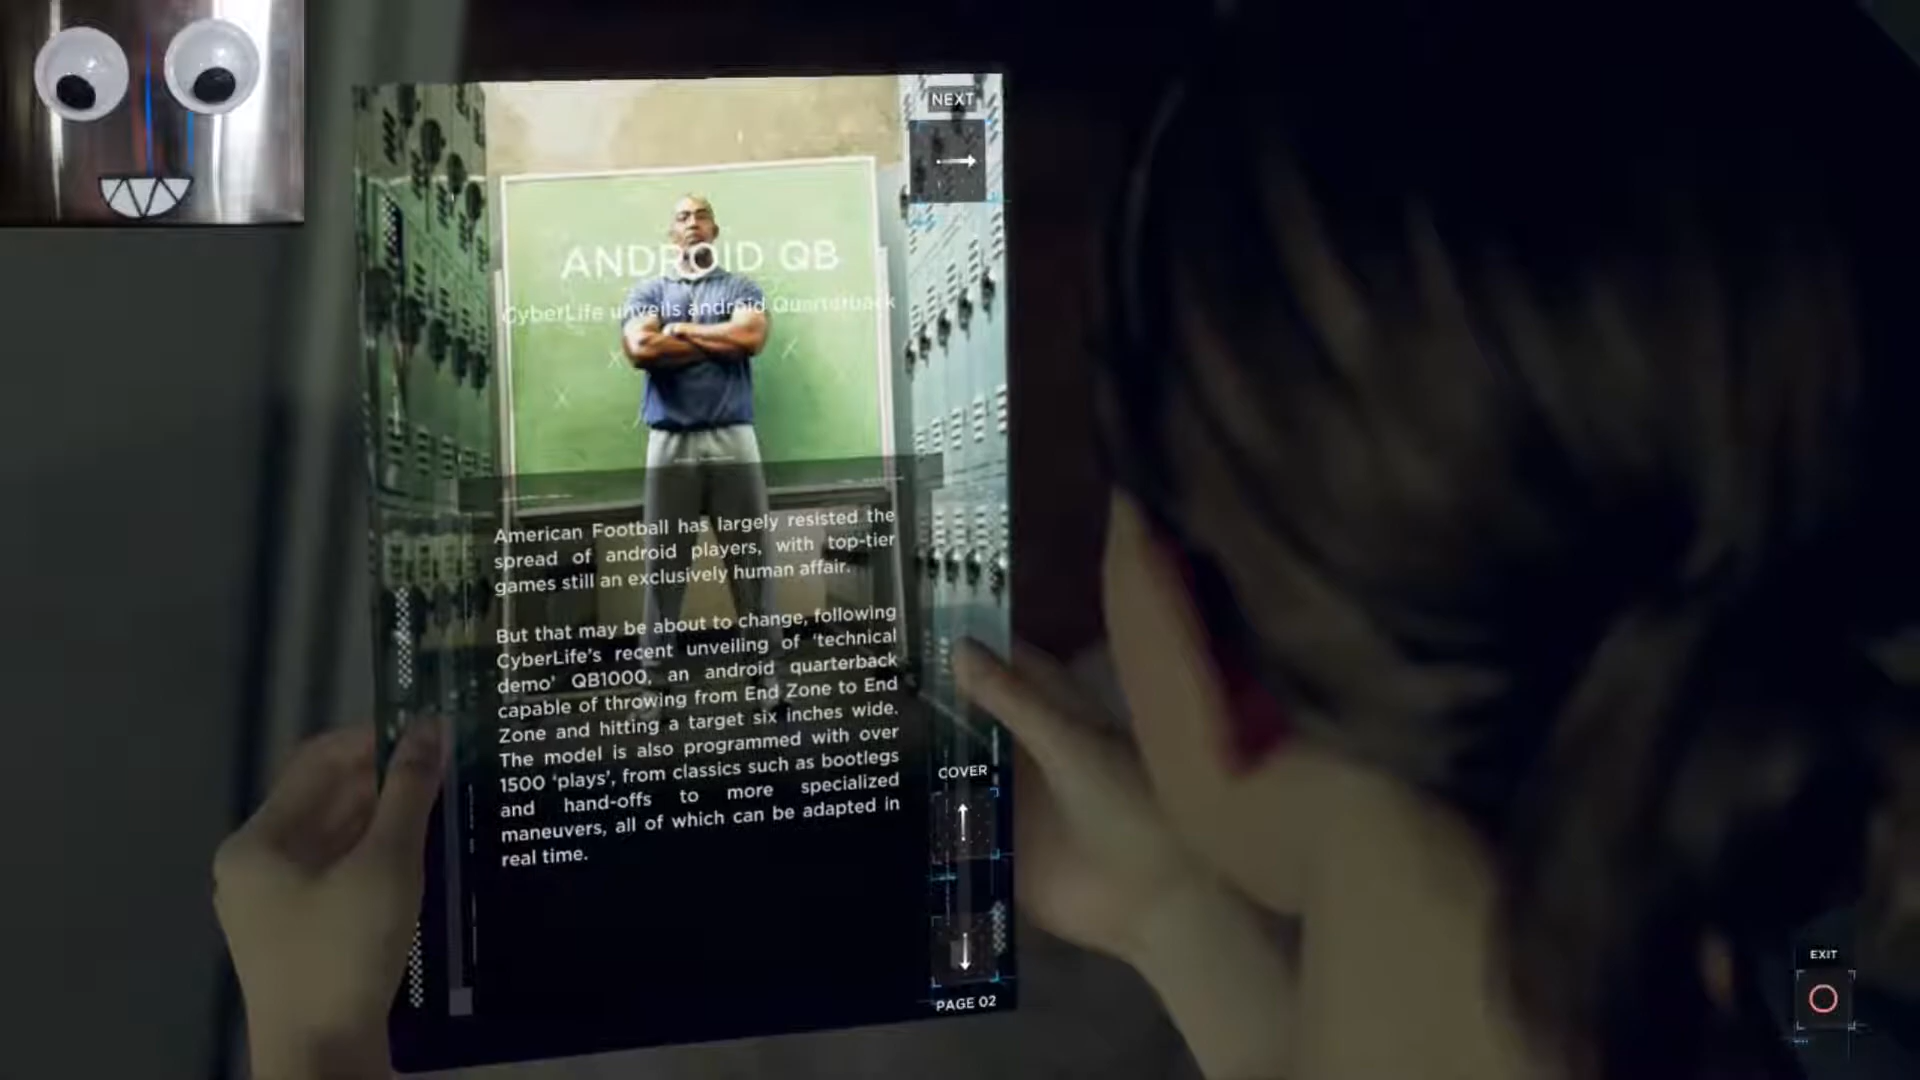 NEXT
ANDROID QB
CyberLife unveils android Quarterback
American Football has largely resisted the
spread of android players, with top-tier
games still an exclusively human affair.
But that may be about to change, following
CyberLife's recent unveiling of 'technical
demo' QB1000, an android quarterback
capable of throwing from End Zone to End
Zone and hitting a target six inches wide.
The model is also programmed with over
1500 'plays', from classics such as bootlegs
and hand-offs to more specialized
maneuvers, all of which can be adapted in
real time.
COVER
PAGE 02
EXIT